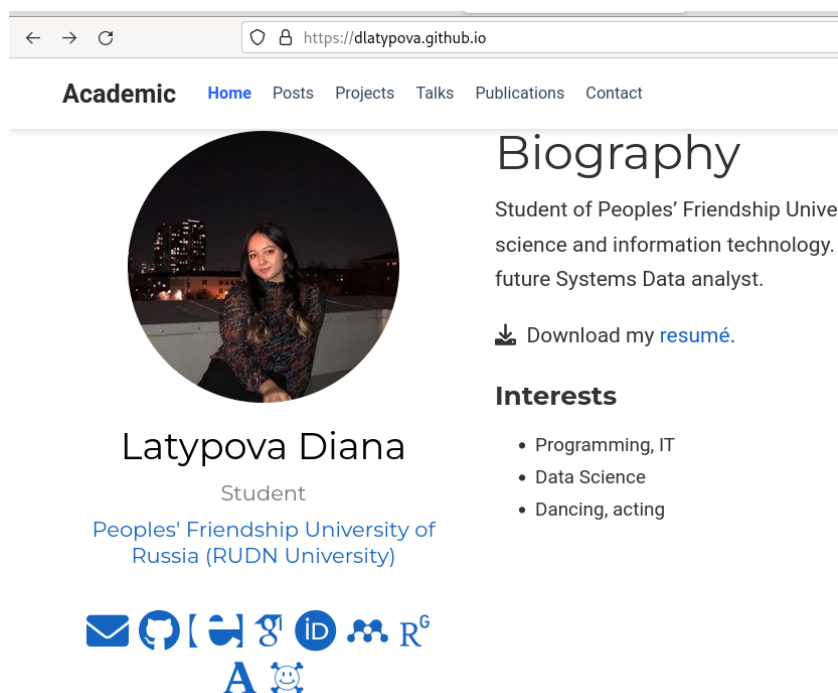 https://dlatypova.github.io
Academic Home Posts Projects Talks Publications Contact
Latypova Diana
Student
Peoples' Friendship University of
Russia (RUDN University)
iD
RG
A
Biography
Student of Peoples' Friendship Unive
science and information technology.
future Systems Data analyst.
Download my resumé.
Interests
• Programming, IT
• Data Science
• Dancing, acting